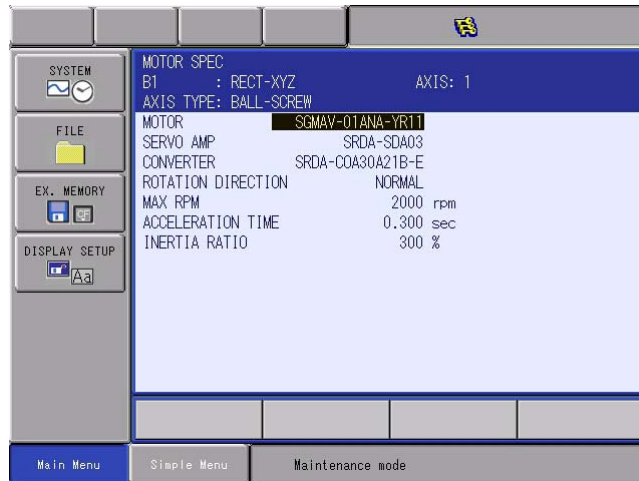 SYSTEM
FILE
EX. MEMORY
CF
DISPLAY SETUP
Aa
MOTOR SPEC
B1 : RECT-XYZ AXIS: 1
AXIS TYPE: BALL-SCREW
MOTOR SGMAV-01ANA-YR11
SERVO AMP SRDA-SDA03
CONVERTER SRDA-COA30A21B-E
ROTATION DIRECTION NORMAL
MAX RPM 2000 rpm
ACCELERATION TIME 0.300 sec
INERTIA RATIO 300 %
Main Menu
Simple Menu
Maintenance mode